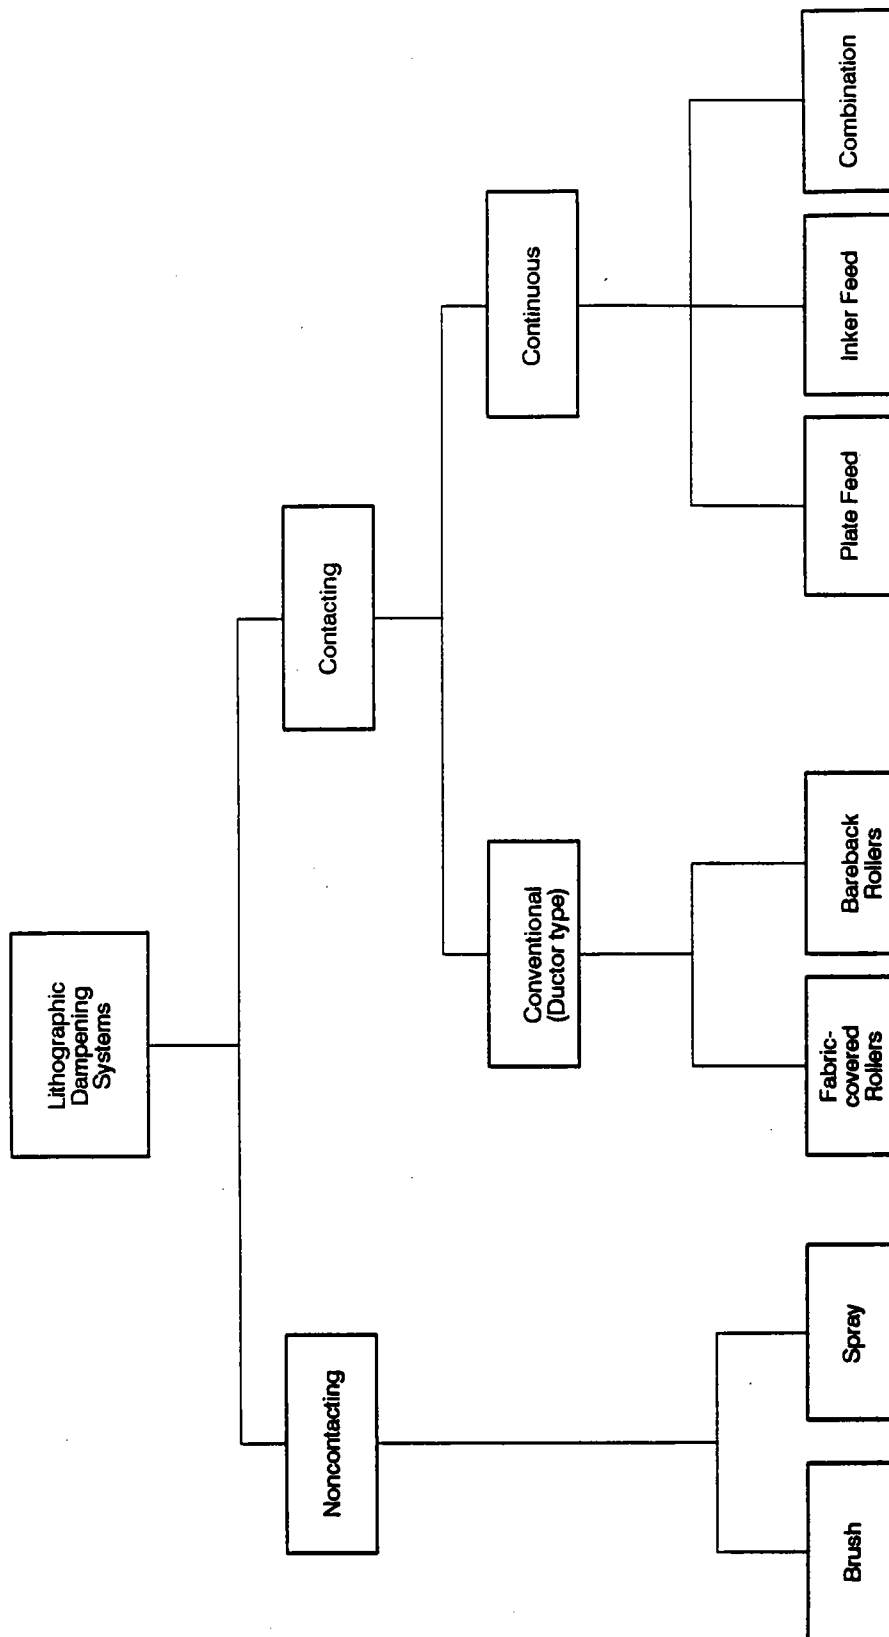 Lithographic
Dampening
Systems
Noncontacting
Contacting
Conventional
(Ductor type)
Continuous
Brush
Spray
Fabric-
covered
Rollers
Bareback
Rollers
Plate Feed
Inker Feed
Combination